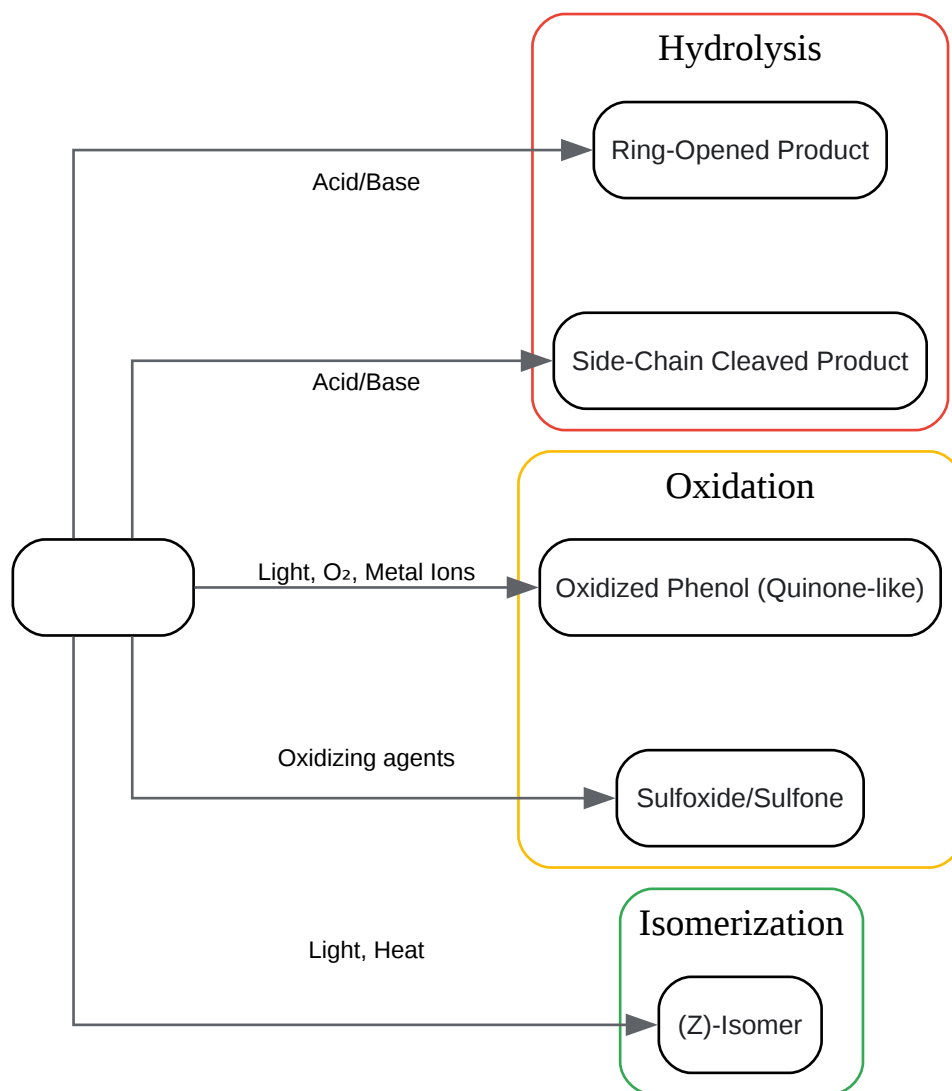 Hydrolysis
Ring-Opened Product
Acid/Base
Side-Chain Cleaved Product
Acid/Base
Oxidation
Light, O₂, Metal Ions
Oxidized Phenol (Quinone-like)
Oxidizing agents
Sulfoxide/Sulfone
Isomerization
Light, Heat
(Z)-Isomer